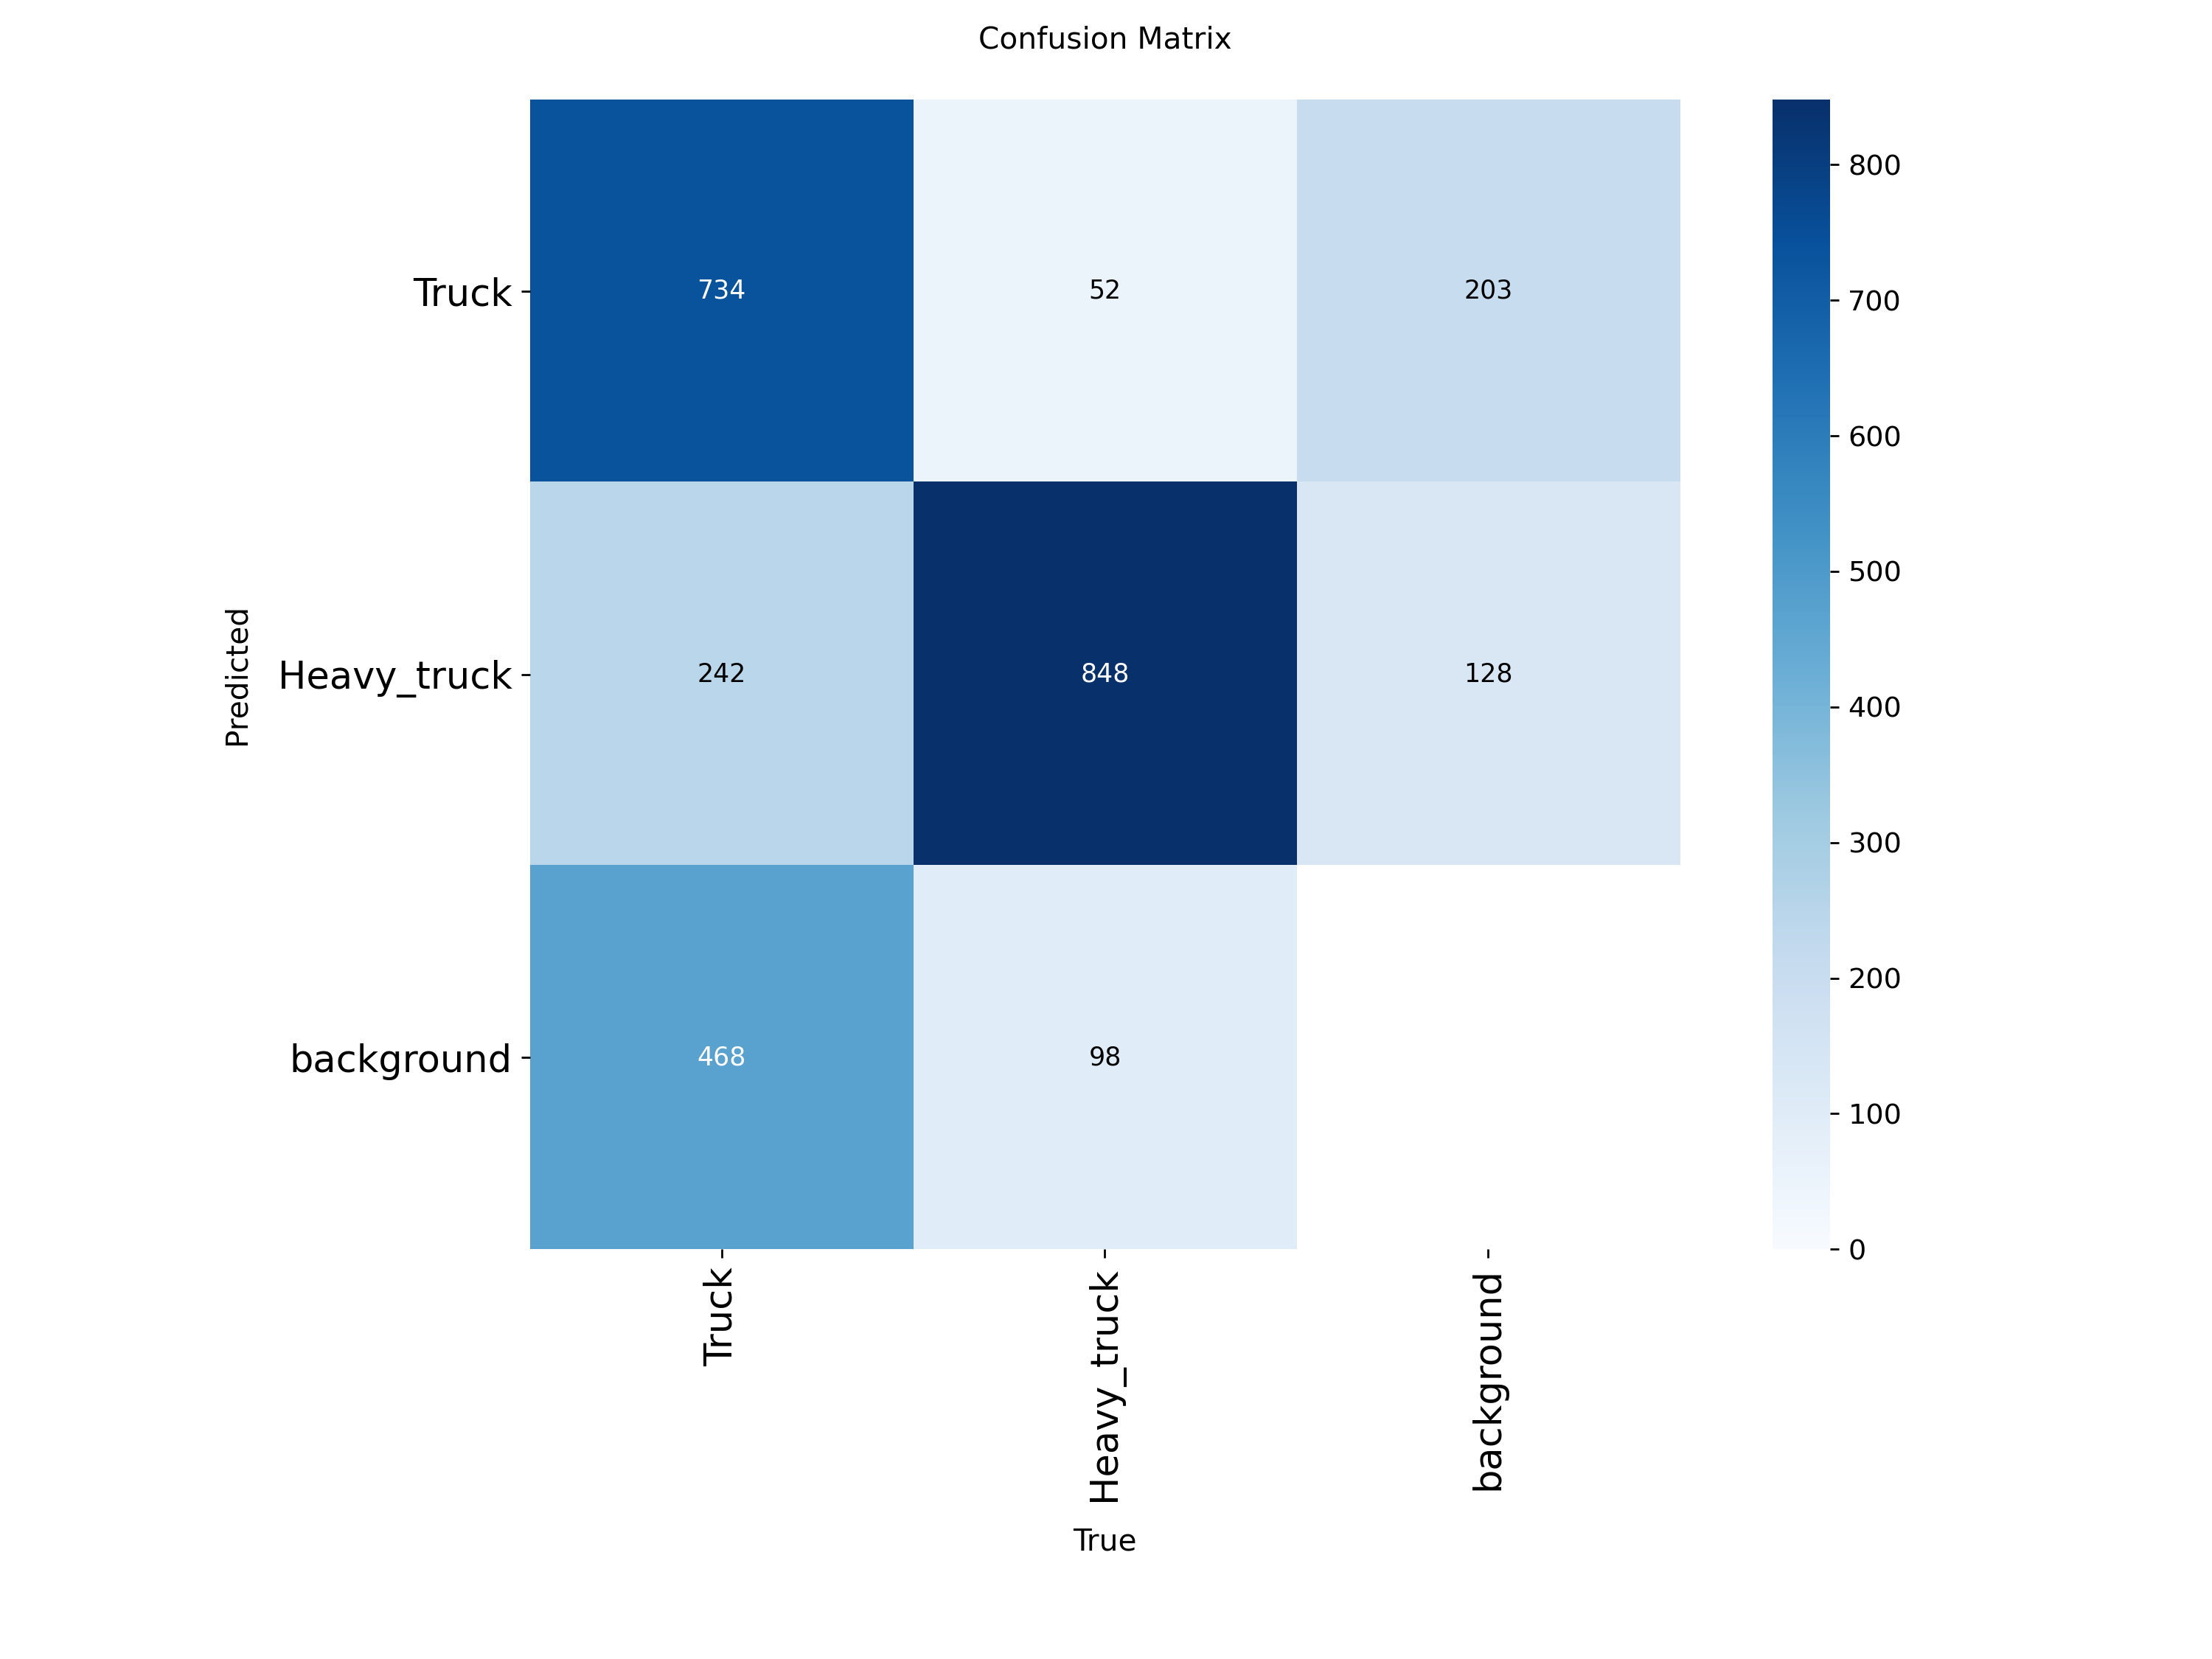 Confusion Matrix
Truck
734 52 203
Heavy_truck
242 848 128
background
468 98
Predicted
Truck
Heavy_truck
background
True
800
700
600
500
400
300
200
100
0